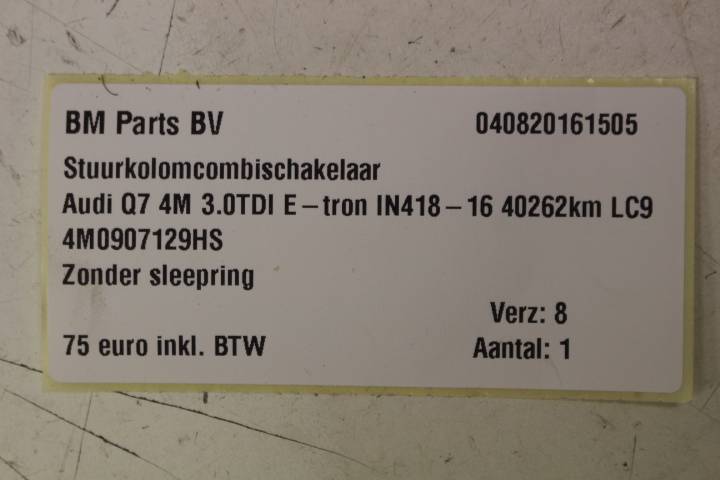 BM Parts BV 040820161505
Stuurkolomcombischakelaar
Audi Q7 4M 3.0TDI E-tron IN418-16 40262km LC9
4M0907129HS
Zonder sleepring
Verz: 8
75 euro inkl. BTW Aantal: 1